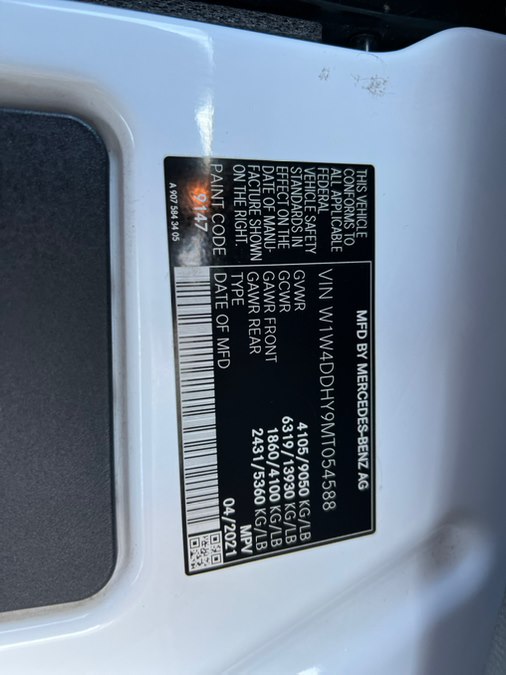 MFD BY MERCEDES-BENZ AG
VIN W1W4DDHY9MT054588
THIS VEHICLE
CONFORMS TO
ALL APPLICABLE
FEDERAL
VEHICLE SAFETY
STANDARDS IN
EFFECT ON THE
DATE OF MANU-
FACTURE SHOWN
ON THE RIGHT.
GVWR 4105/9050 KG/LB
GCWR 6319/13930 KG/LB
GAWR FRONT 1860/4100 KG/LB
GAWR REAR 2431/5360 KG/LB
TYPE MPV
DATE OF MFD 04/2021
PAINT CODE
9147
A 907 584 34 05